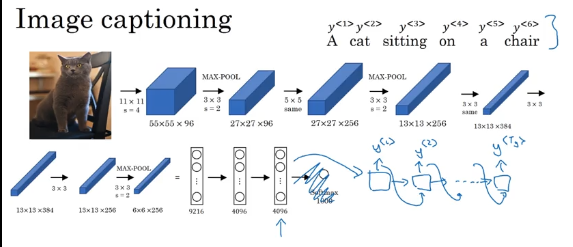 Image captioning
y<1> y<2> y<3> y<4> y<5> y<6>
A cat sitting on a chair
MAX-POOL
MAX-POOL
11 × 11
s = 4
3 × 3
s = 2
5 × 5
same
3 × 3
s = 2
3 × 3
same
3 × 3
55×55 × 96
27×27 ×96
27×27 ×256
13×13 ×256
13×13 ×384
y<1>
y<2>
y<Ty>
MAX-POOL
3 × 3
3 × 3
s = 2
=
13×13 ×384
13×13 ×256
6×6 ×256
9216
4096
4096
Softmax
1000